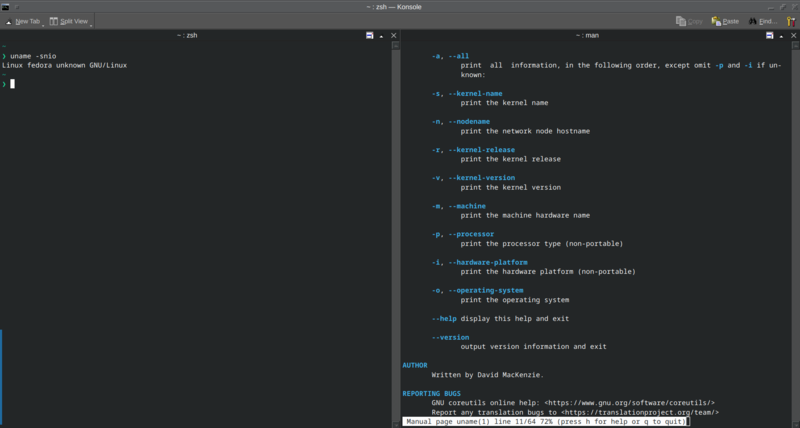 ~ : zsh — Konsole
New Tab
Split View
Copy
Paste
Find...
~ : zsh
~
❯ uname -snio
Linux fedora unknown GNU/Linux
~
❯
~ : man
-a, --all
print all information, in the following order, except omit -p and -i if un-
known:
-s, --kernel-name
print the kernel name
-n, --nodename
print the network node hostname
-r, --kernel-release
print the kernel release
-v, --kernel-version
print the kernel version
-m, --machine
print the machine hardware name
-p, --processor
print the processor type (non-portable)
-i, --hardware-platform
print the hardware platform (non-portable)
-o, --operating-system
print the operating system
--help display this help and exit
--version
output version information and exit
AUTHOR
Written by David MacKenzie.
REPORTING BUGS
GNU coreutils online help: <https://www.gnu.org/software/coreutils/>
Report any translation bugs to <https://translationproject.org/team/>
Manual page uname(1) line 11/64 72% (press h for help or q to quit)